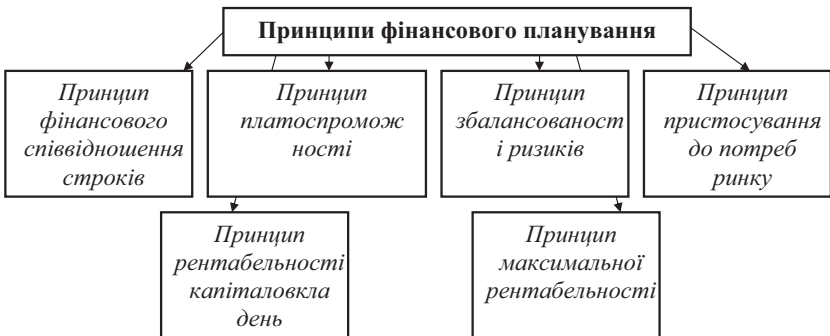 Принципи фінансового планування
Принцип
фінансового
співвідношення
строків
Принцип
платоспромож
ності
Принцип
збалансованост
і ризиків
Принцип
пристосування
до потреб
ринку
Принцип
рентабельності
капіталовкла
день
Принцип
максимальної
рентабельності